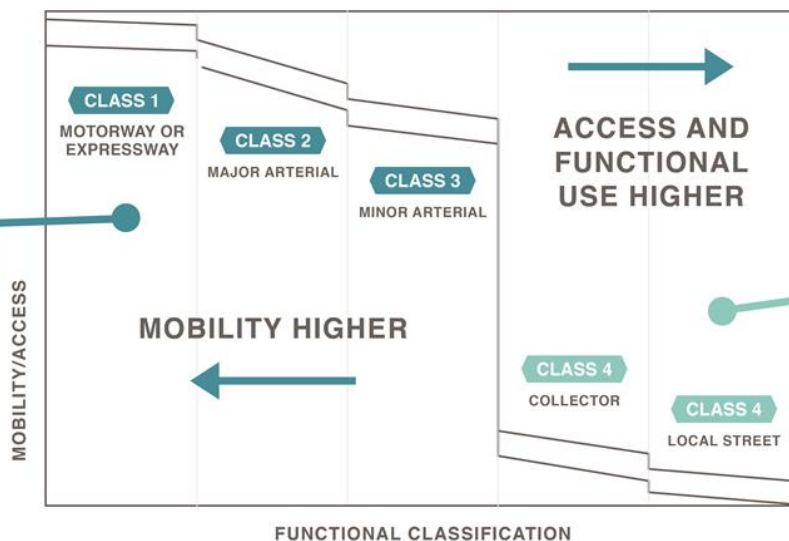 CLASS 1
MOTORWAY OR
EXPRESSWAY
CLASS 2
MAJOR ARTERIAL
CLASS 3
MINOR ARTERIAL
ACCESS AND
FUNCTIONAL
USE HIGHER
MOBILITY HIGHER
CLASS 4
COLLECTOR
CLASS 4
LOCAL STREET
MOBILITY/ACCESS
FUNCTIONAL CLASSIFICATION